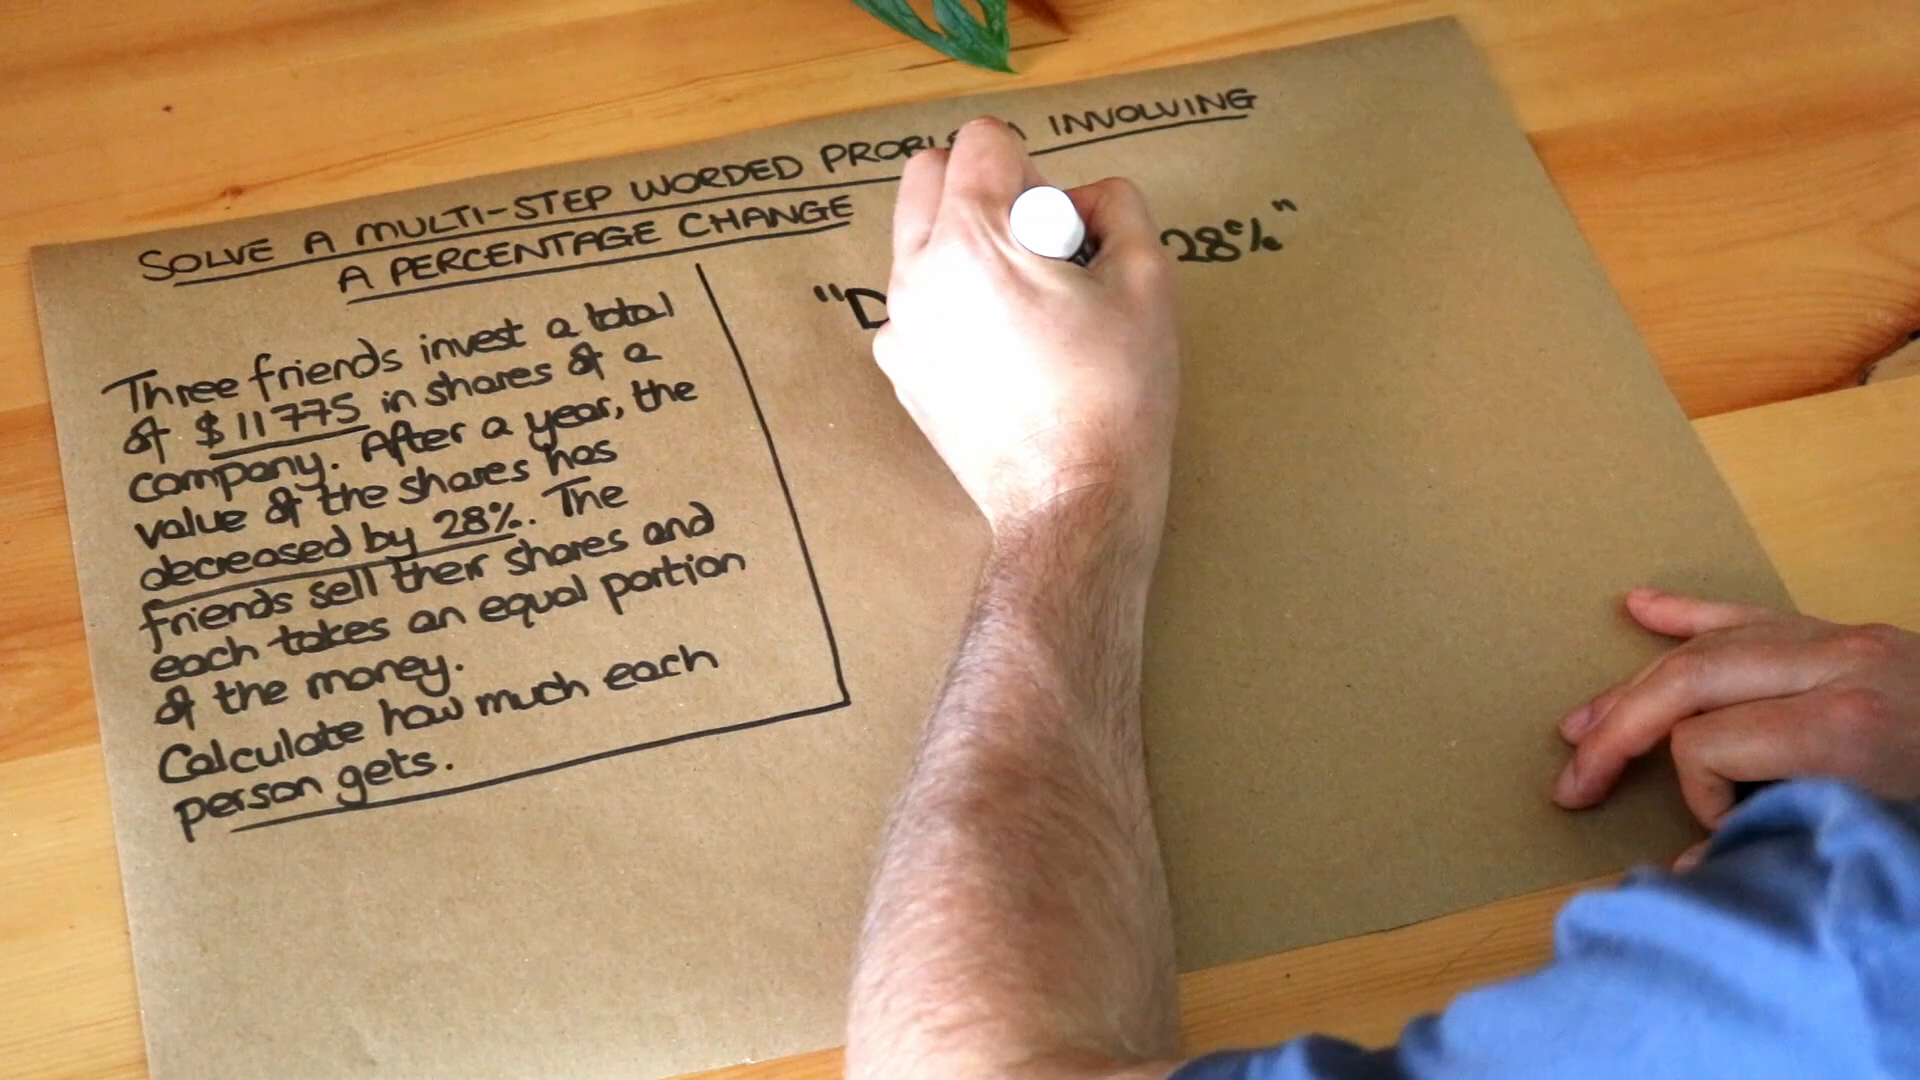 SOLVE A MULTI-STEP WORDED INVOLVING
A PERCENTAGE CHANGE
Three friends invest a total
of $11775 in shares of a
company. After a year, the
value of the shares has
decreased by 28%. The
friends sell their shares and
each takes an equal portion
of the money.
Calculate how much each
person gets.
28%"